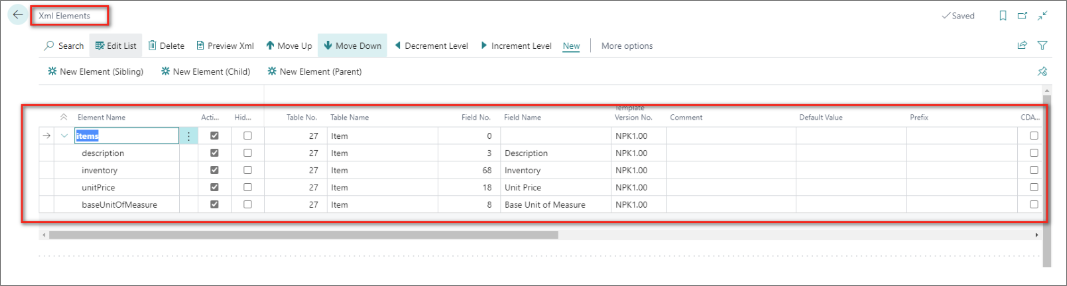 Xml Elements
Saved
Search Edit List Delete Preview Xml Move Up Move Down Decrement Level Increment Level New More options
New Element (Sibling) New Element (Child) New Element (Parent)
Element Name Acti... Hid... Table No. Table Name Field No. Field Name Template Version No. Comment Default Value Prefix CDA...
items 27 Item 0 NPK1.00
description 27 Item 3 Description NPK1.00
inventory 27 Item 68 Inventory NPK1.00
unitPrice 27 Item 18 Unit Price NPK1.00
baseUnitOfMeasure 27 Item 8 Base Unit of Measure NPK1.00